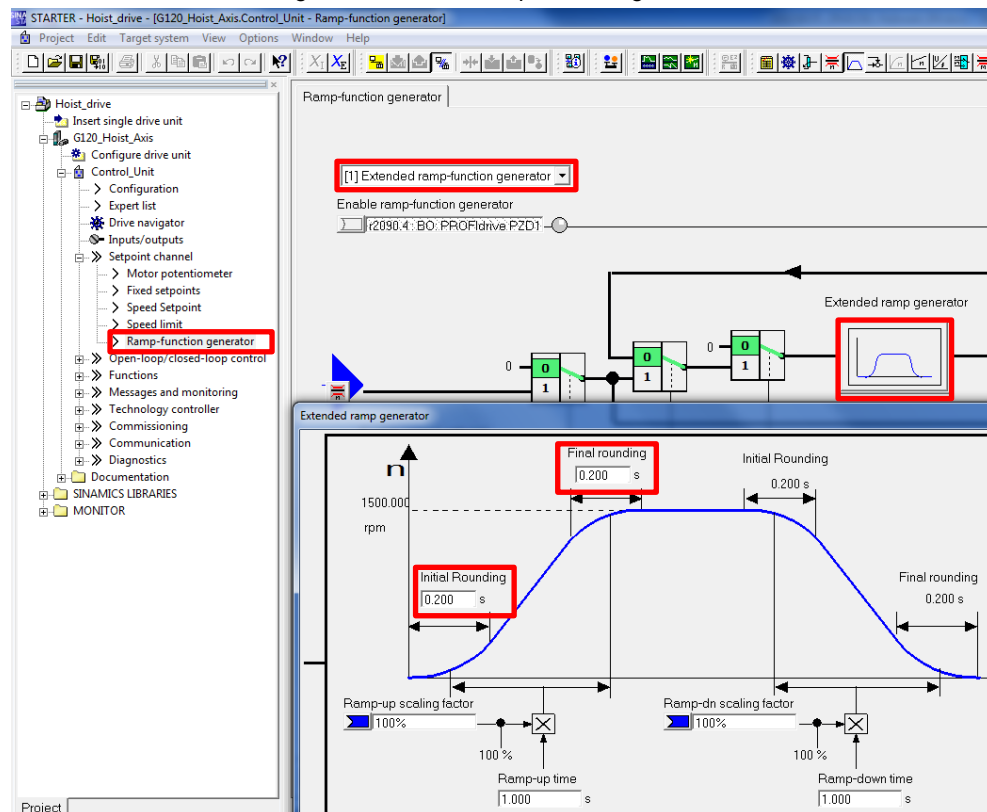 STARTER - Hoist_drive - [G120_Hoist_Axis.Control_Unit - Ramp-function generator]
Project Edit Target system View Options Window Help
Hoist_drive
Insert single drive unit
G120_Hoist_Axis
Configure drive unit
Control_Unit
Configuration
Expert list
Drive navigator
Inputs/outputs
Setpoint channel
Motor potentiometer
Fixed setpoints
Speed Setpoint
Speed limit
Ramp-function generator
Open-loop/closed-loop control
Functions
Messages and monitoring
Technology controller
Commissioning
Communication
Diagnostics
Documentation
SINAMICS LIBRARIES
MONITOR
Project
Ramp-function generator
[1] Extended ramp-function generator
Enable ramp-function generator
r2090.4 : BO: PROFIdrive PZD1
Extended ramp generator
0
0
1
0
1
0
0
1
Extended ramp generator
n
1500.000
rpm
Final rounding
0.200 s
Initial Rounding
0.200 s
Initial Rounding
0.200 s
Final rounding
0.200 s
Ramp-up scaling factor
100%
100 %
Ramp-up time
1.000 s
Ramp-dn scaling factor
100%
100 %
Ramp-down time
1.000 s